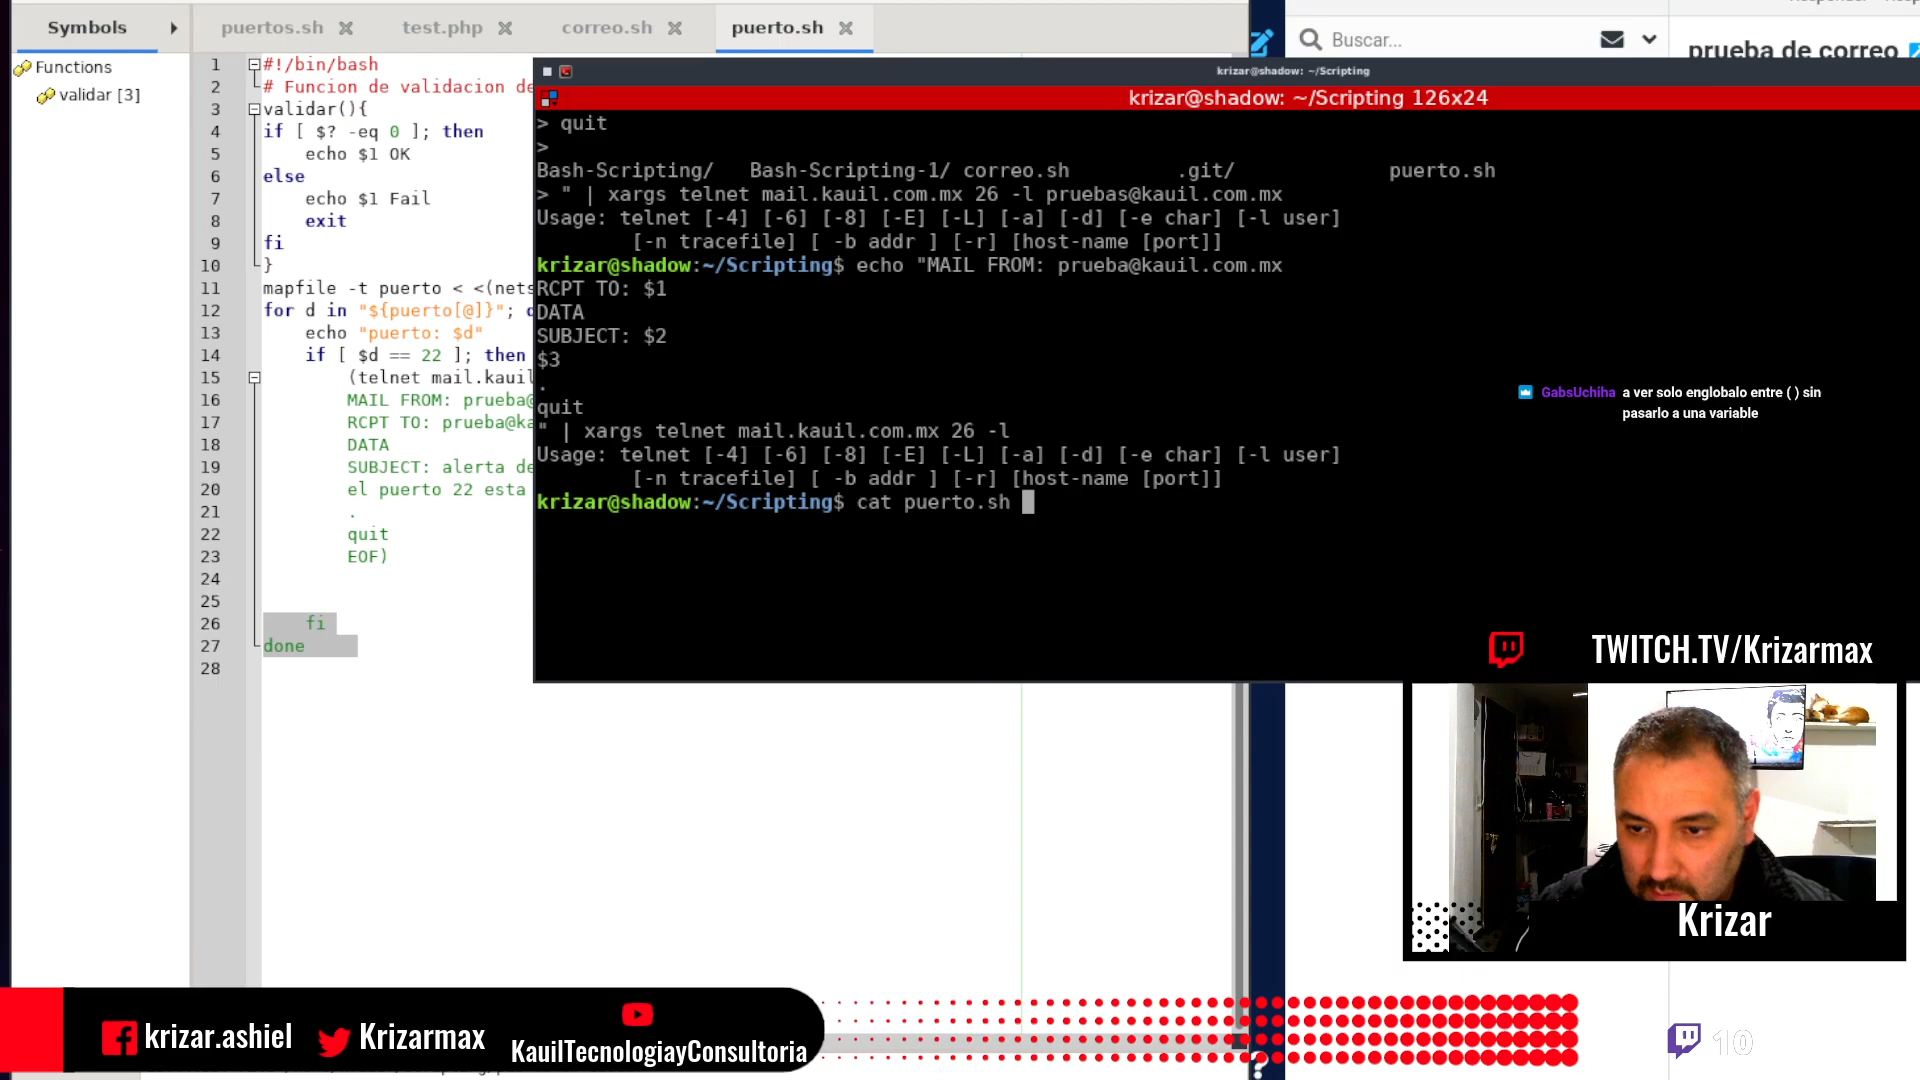 Symbols
puertos.sh
test.php
correo.sh
puerto.sh
Functions
validar [3]
1 #!/bin/bash
2 # Funcion de validacion de
3 validar(){
4 if [ $? -eq 0 ]; then
5 echo $1 OK
6 else
7 echo $1 Fail
8 exit
9 fi
10 }
11 mapfile -t puerto < <(nets
12 for d in "${puerto[@]}"; d
13 echo "puerto: $d"
14 if [ $d == 22 ]; then
15 (telnet mail.kauil
16 MAIL FROM: prueba@
17 RCPT TO: prueba@ka
18 DATA
19 SUBJECT: alerta de
20 el puerto 22 esta
21 .
22 quit
23 EOF)
24
25
26 fi
27 done
28
Buscar...
prueba de correo
krizar@shadow: ~/Scripting
krizar@shadow: ~/Scripting 126x24
> quit
>
Bash-Scripting/ Bash-Scripting-1/ correo.sh .git/ puerto.sh
> " | xargs telnet mail.kauil.com.mx 26 -l pruebas@kauil.com.mx
Usage: telnet [-4] [-6] [-8] [-E] [-L] [-a] [-d] [-e char] [-l user]
[-n tracefile] [ -b addr ] [-r] [host-name [port]]
krizar@shadow:~/Scripting$ echo "MAIL FROM: prueba@kauil.com.mx
RCPT TO: $1
DATA
SUBJECT: $2
$3
.
quit
" | xargs telnet mail.kauil.com.mx 26 -l
Usage: telnet [-4] [-6] [-8] [-E] [-L] [-a] [-d] [-e char] [-l user]
[-n tracefile] [ -b addr ] [-r] [host-name [port]]
krizar@shadow:~/Scripting$ cat puerto.sh
GabsUchiha a ver solo englobalo entre ( ) sin
pasarlo a una variable
TWITCH.TV/Krizarmax
Krizar
krizar.ashiel
Krizarmax
KauilTecnologiayConsultoria
10
?